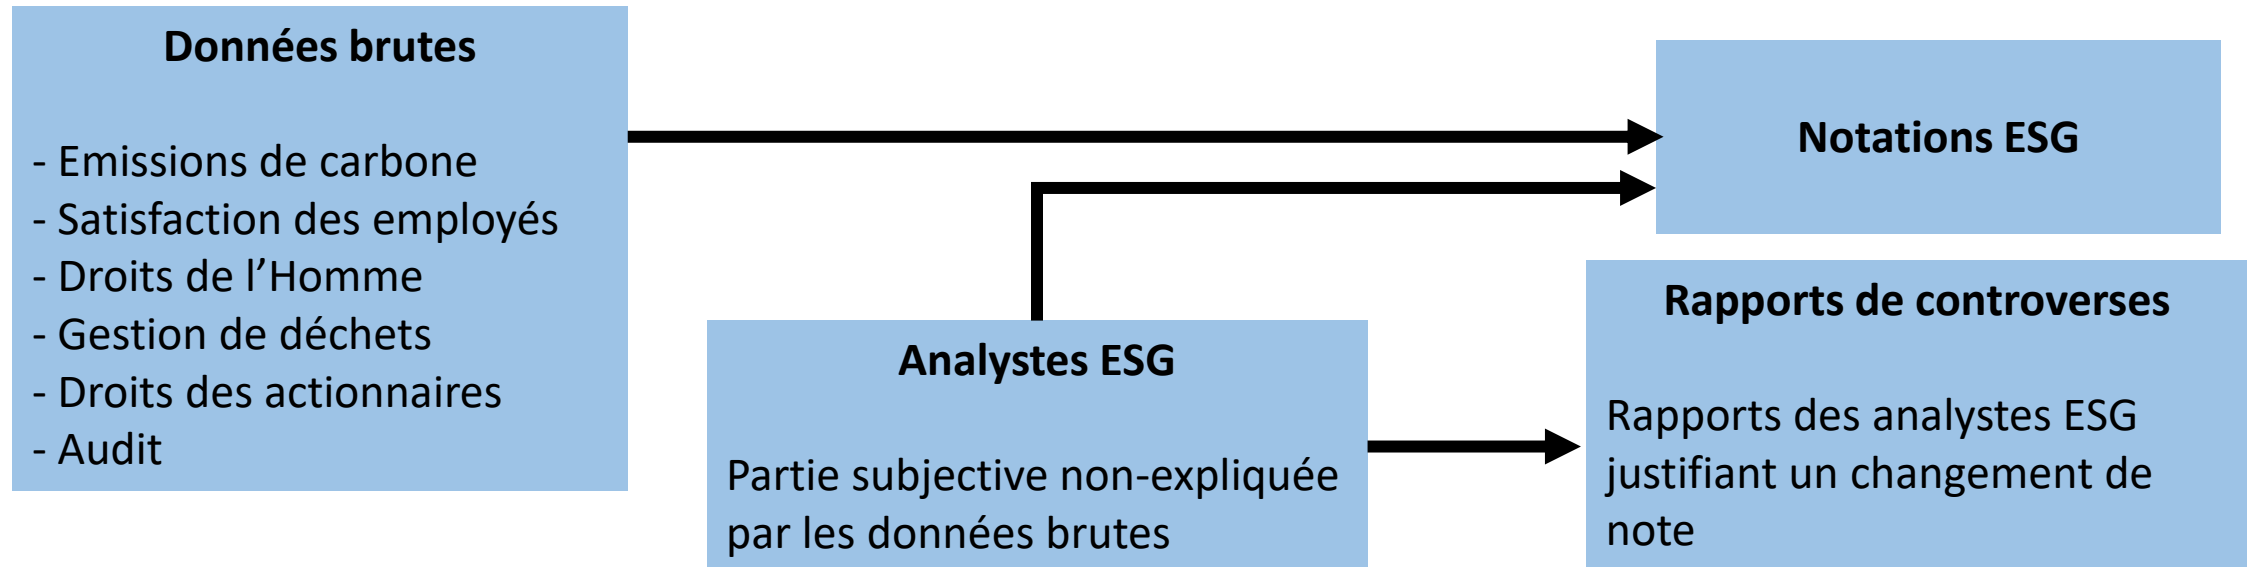 Données brutes
- Emissions de carbone
- Satisfaction des employés
- Droits de l’Homme
- Gestion de déchets
- Droits des actionnaires
- Audit
Notations ESG
Analystes ESG
Partie subjective non-expliquée
par les données brutes
Rapports de controverses
Rapports des analystes ESG
justifiant un changement de
note